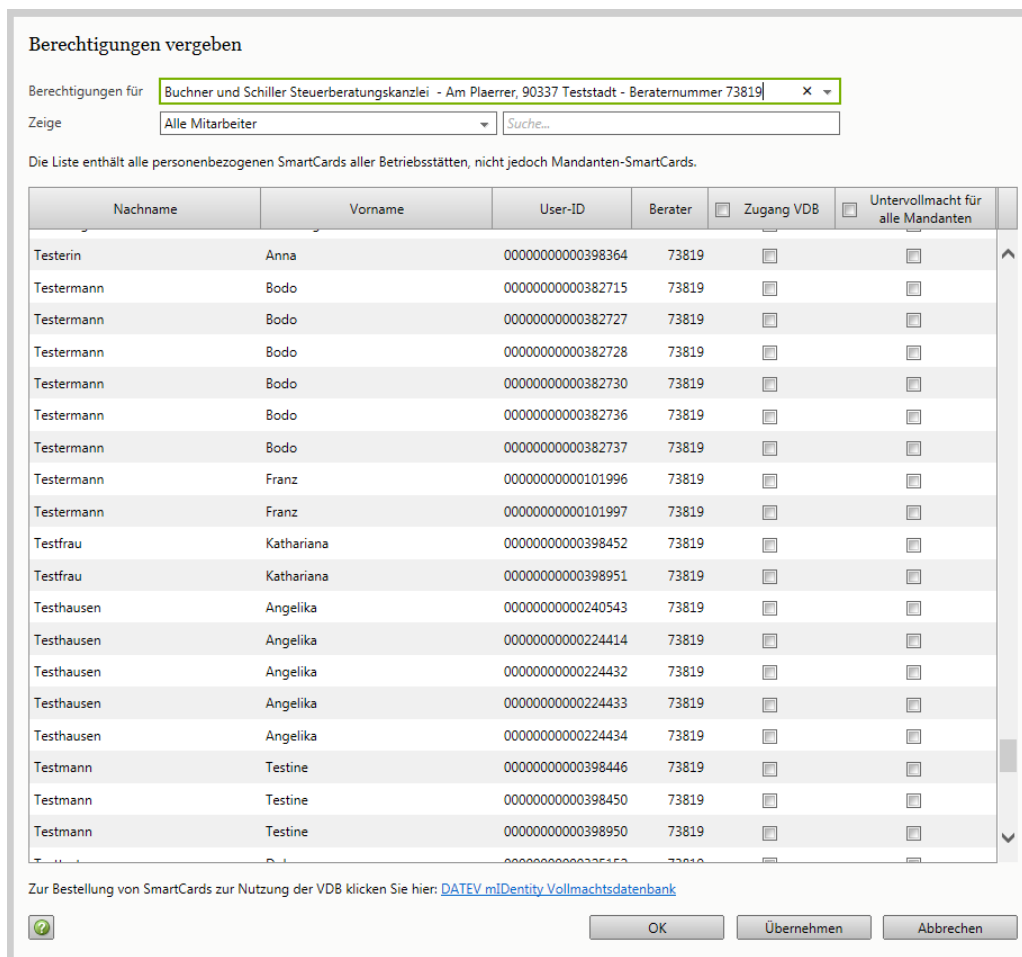 Berechtigungen vergeben
Berechtigungen für Buchner und Schiller Steuerberatungskanzlei - Am Plaerrer, 90337 Teststadt - Beraternummer 73819
Zeige Alle Mitarbeiter Suche...
Die Liste enthält alle personenbezogenen SmartCards aller Betriebsstätten, nicht jedoch Mandanten-SmartCards.
Nachname Vorname User-ID Berater Zugang VDB Untervollmacht für alle Mandanten
Testerin Anna 00000000000398364 73819
Testermann Bodo 00000000000382715 73819
Testermann Bodo 00000000000382727 73819
Testermann Bodo 00000000000382728 73819
Testermann Bodo 00000000000382730 73819
Testermann Bodo 00000000000382736 73819
Testermann Bodo 00000000000382737 73819
Testermann Franz 00000000000101996 73819
Testermann Franz 00000000000101997 73819
Testfrau Kathariana 00000000000398452 73819
Testfrau Kathariana 00000000000398951 73819
Testhausen Angelika 00000000000240543 73819
Testhausen Angelika 00000000000224414 73819
Testhausen Angelika 00000000000224432 73819
Testhausen Angelika 00000000000224433 73819
Testhausen Angelika 00000000000224434 73819
Testmann Testine 00000000000398446 73819
Testmann Testine 00000000000398450 73819
Testmann Testine 00000000000398950 73819
Zur Bestellung von SmartCards zur Nutzung der VDB klicken Sie hier: DATEV mIDentity Vollmachtsdatenbank
OK Übernehmen Abbrechen